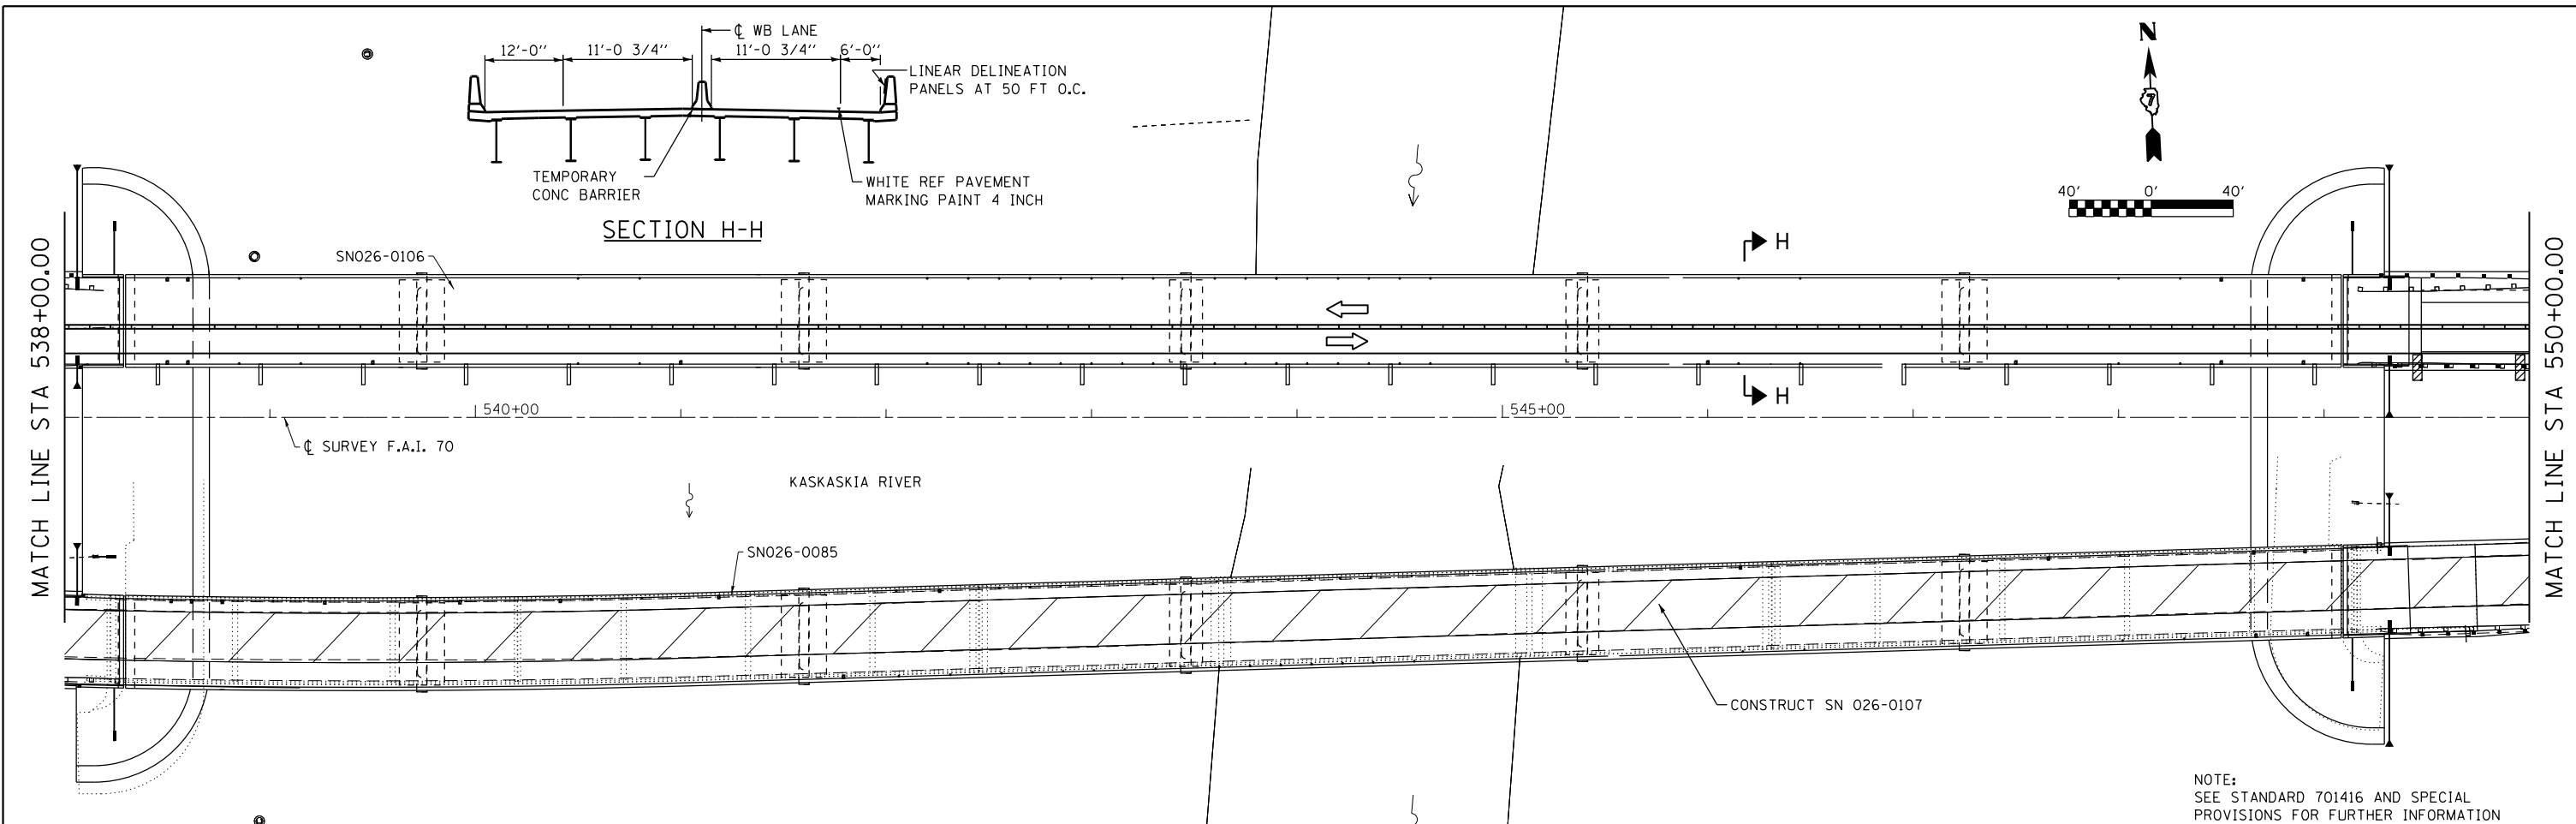 ℄ WB LANE
12'-0" 11'-0 3/4" 11'-0 3/4" 6'-0"
LINEAR DELINEATION
PANELS AT 50 FT O.C.
TEMPORARY
CONC BARRIER
WHITE REF PAVEMENT
MARKING PAINT 4 INCH
SECTION H-H
N
7
40' 0' 40'
MATCH LINE STA 538+00.00
SN026-0106
H
H
MATCH LINE STA 550+00.00
540+00
545+00
℄ SURVEY F.A.I. 70
KASKASKIA RIVER
SN026-0085
CONSTRUCT SN 026-0107
NOTE:
SEE STANDARD 701416 AND SPECIAL
PROVISIONS FOR FURTHER INFORMATION